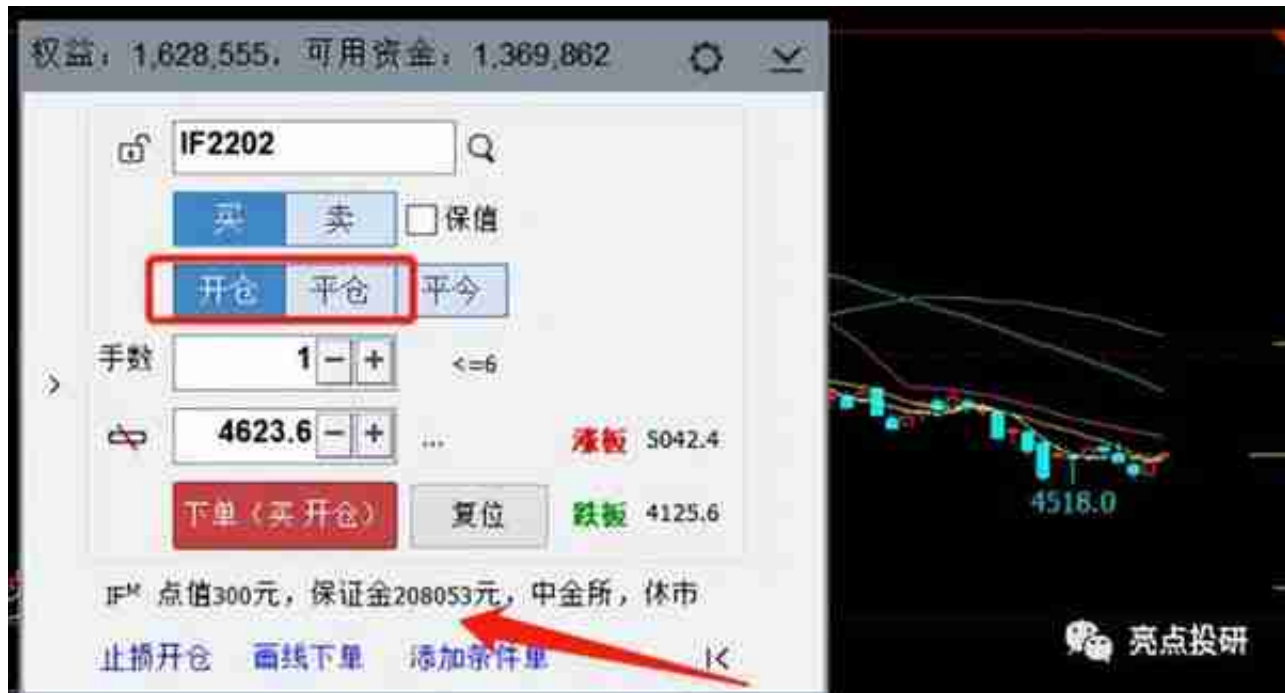 权益：1,628,555，可用资金：1,369,862
IF2202
买 卖 保值
开仓 平仓 平今
手数 1 - + <=6
4623.6 - + ... 涨板 5042.4
下单（买 开仓） 复位 跌板 4125.6
4518.0
IFᴹ 点值300元，保证金208053元，中金所，休市
止损开仓 画线下单 添加条件单
亮点投研